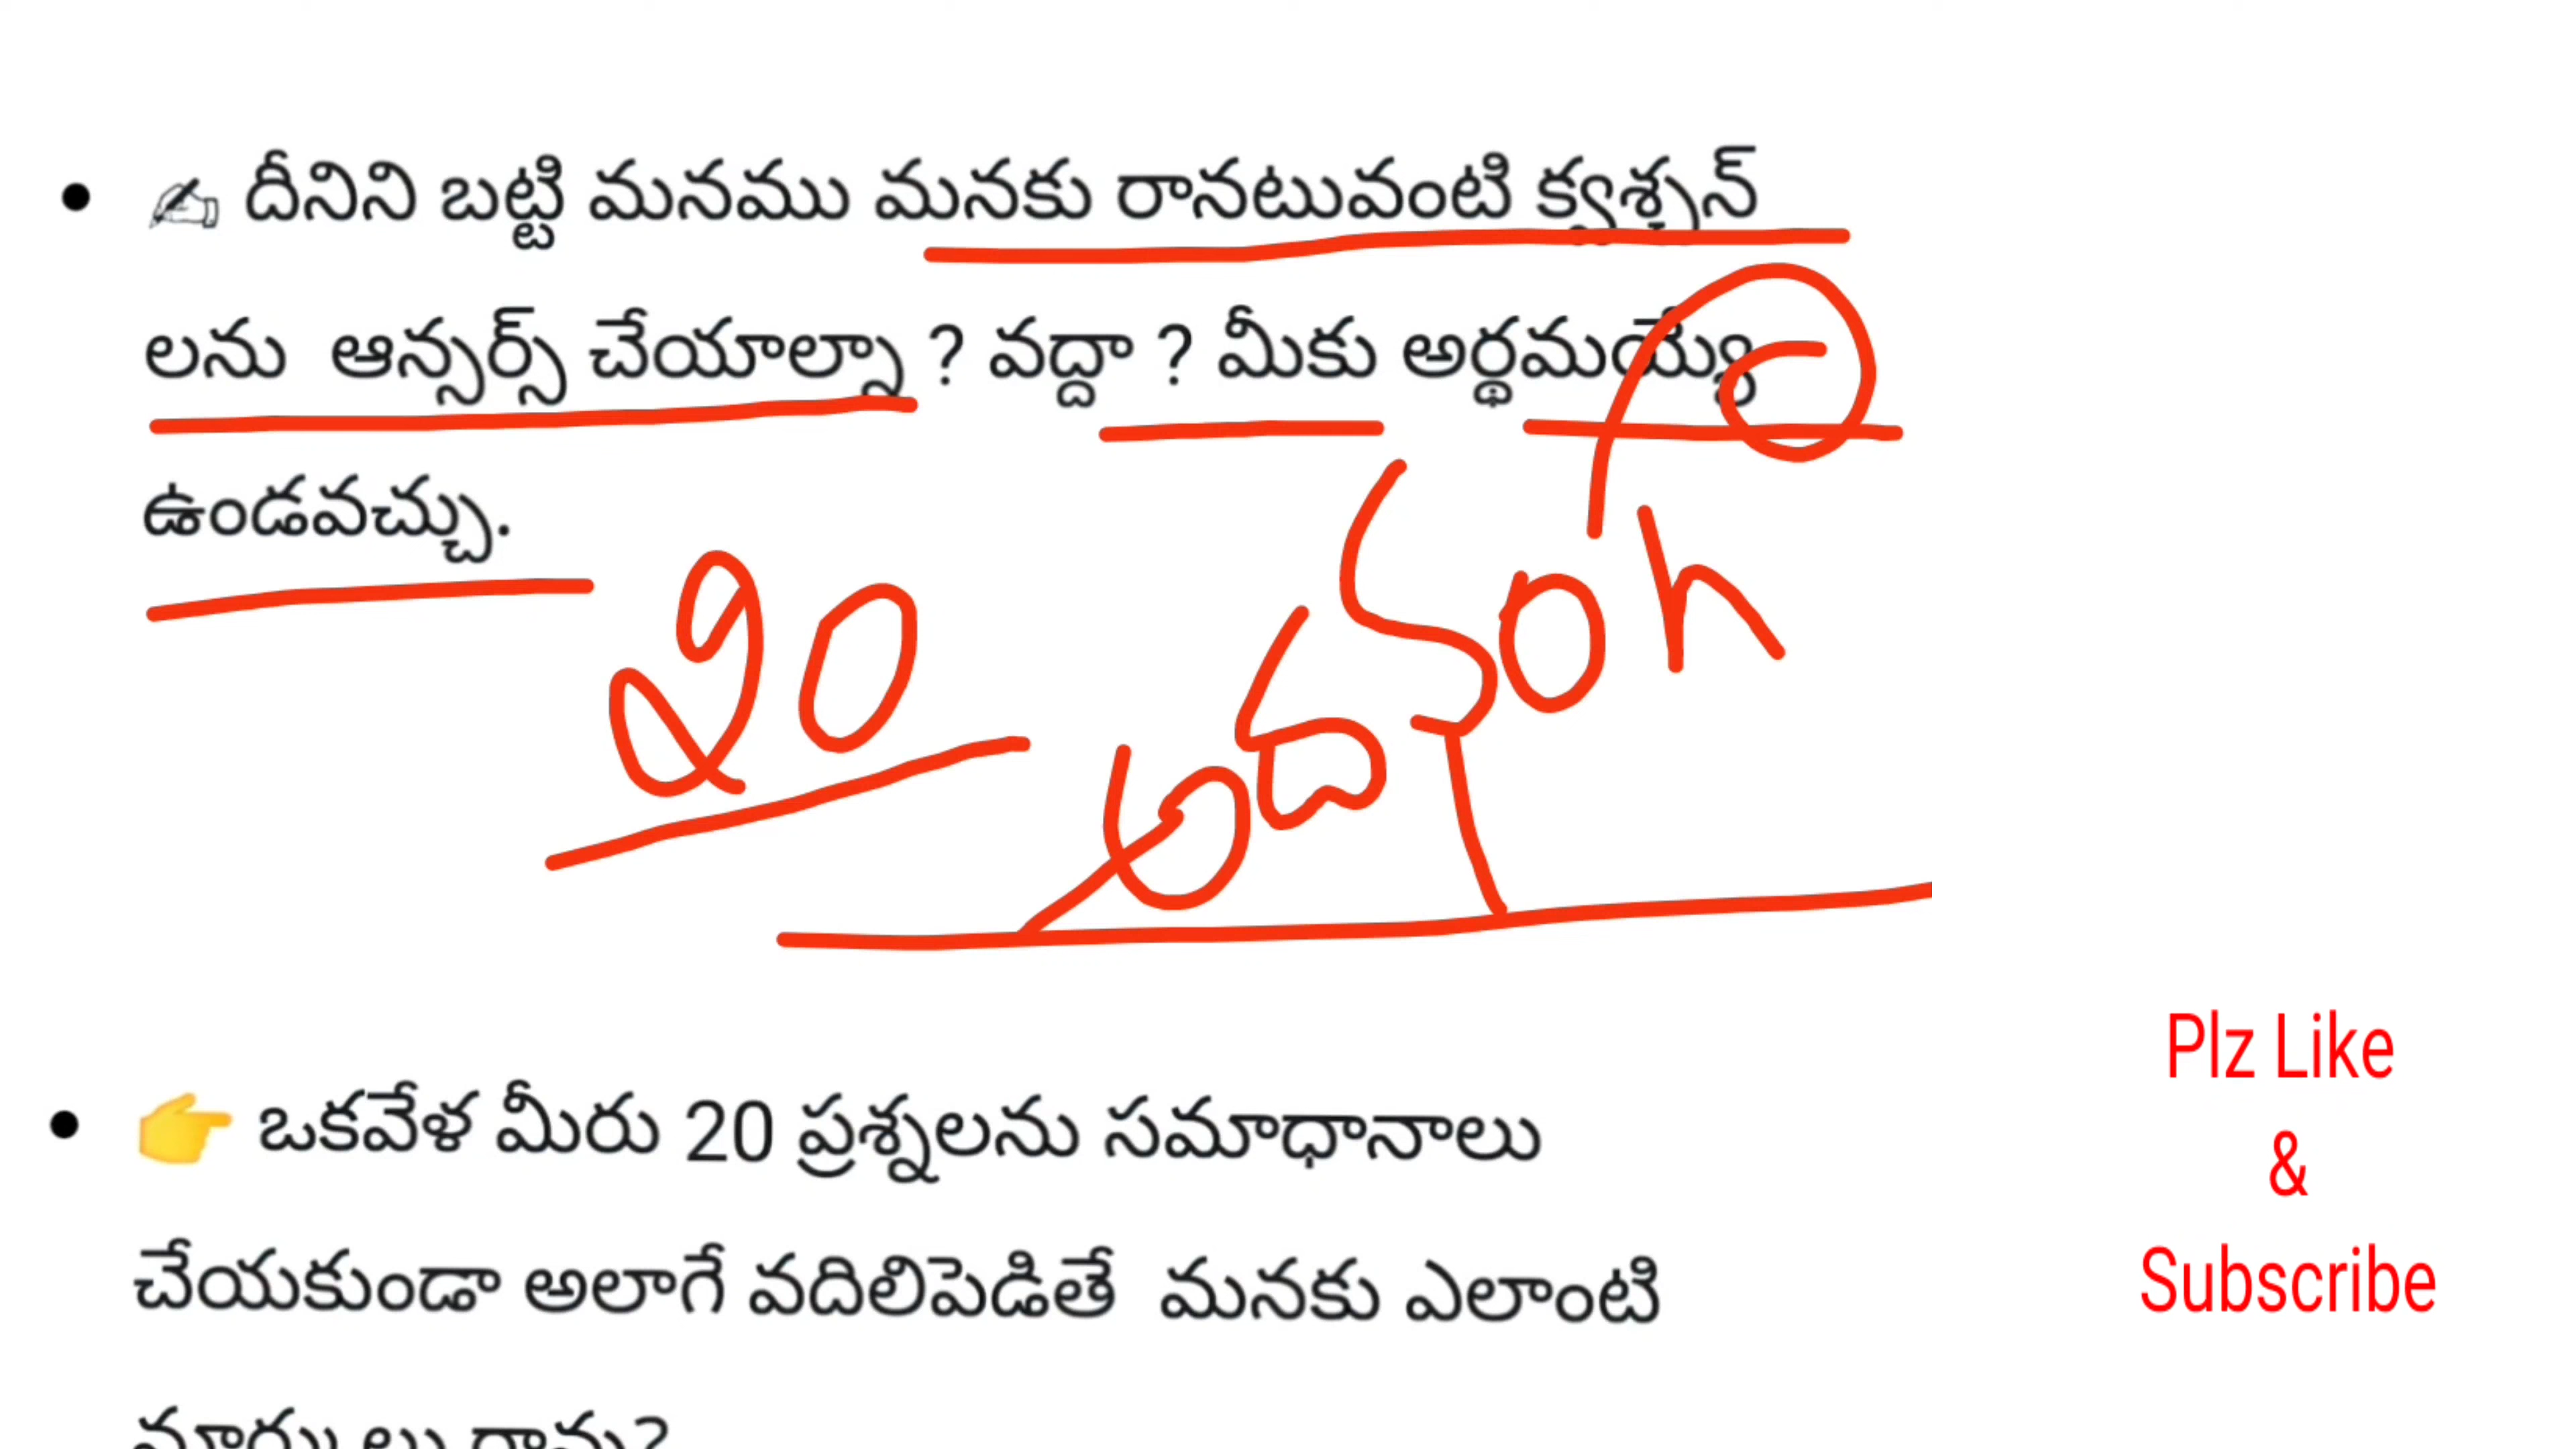 ✍ దీనిని బట్టి మనము మనకు రానటువంటి క్వశ్చన్
లను ఆన్సర్స్ చేయాల్నా ? వద్దా ? మీకు అర్థమయ్యే
ఉండవచ్చు.
20
👉 ఒకవేళ మీరు 20 ప్రశ్నలను సమాధానాలు
చేయకుండా అలాగే వదిలిపెడితే మనకు ఎలాంటి
Plz Like
&
Subscribe